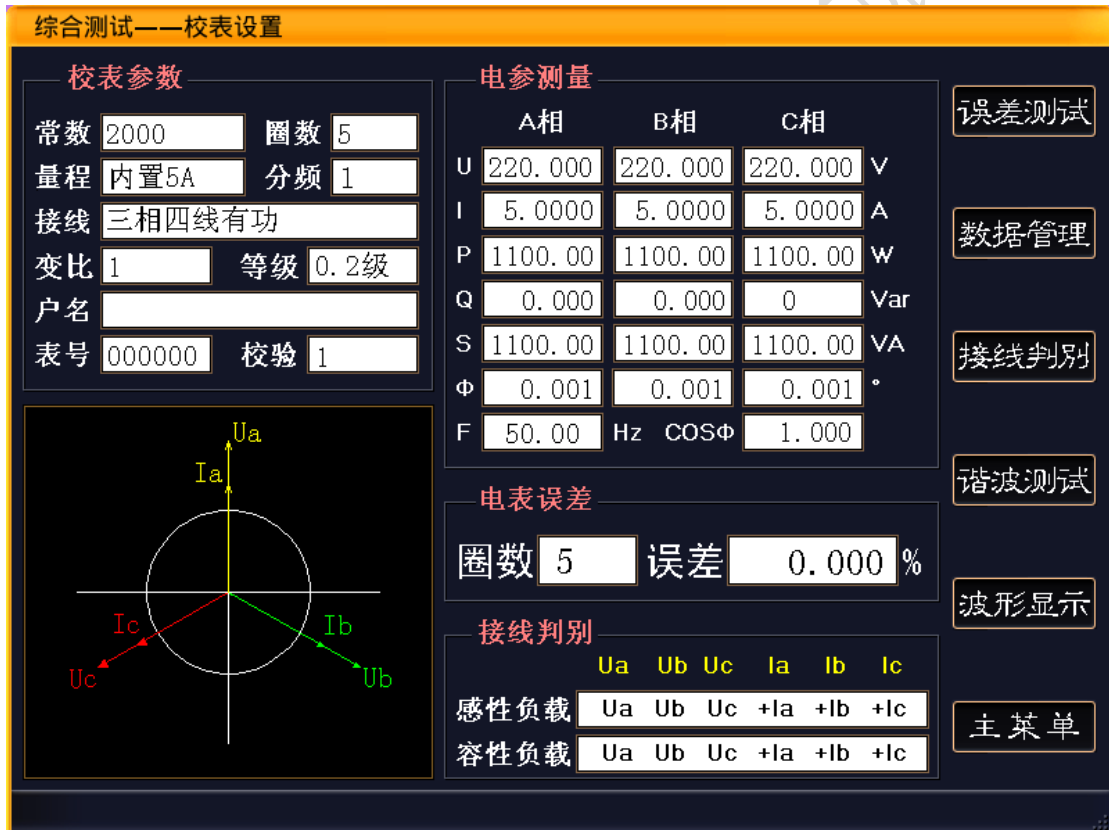 综合测试——校表设置
校表参数
常数 2000 圈数 5
量程 内置5A 分频 1
接线 三相四线有功
变比 1 等级 0.2级
户名
表号 000000 校验 1
Ua
Ia
Ic Ib
Uc Ub
电参测量
A相 B相 C相
U 220.000 220.000 220.000 V
I 5.0000 5.0000 5.0000 A
P 1100.00 1100.00 1100.00 W
Q 0.000 0.000 0 Var
S 1100.00 1100.00 1100.00 VA
Φ 0.001 0.001 0.001 °
F 50.00 Hz COSΦ 1.000
电表误差
圈数 5 误差 0.000 %
接线判别
Ua Ub Uc Ia Ib Ic
感性负载 Ua Ub Uc +Ia +Ib +Ic
容性负载 Ua Ub Uc +Ia +Ib +Ic
误差测试
数据管理
接线判别
谐波测试
波形显示
主菜单